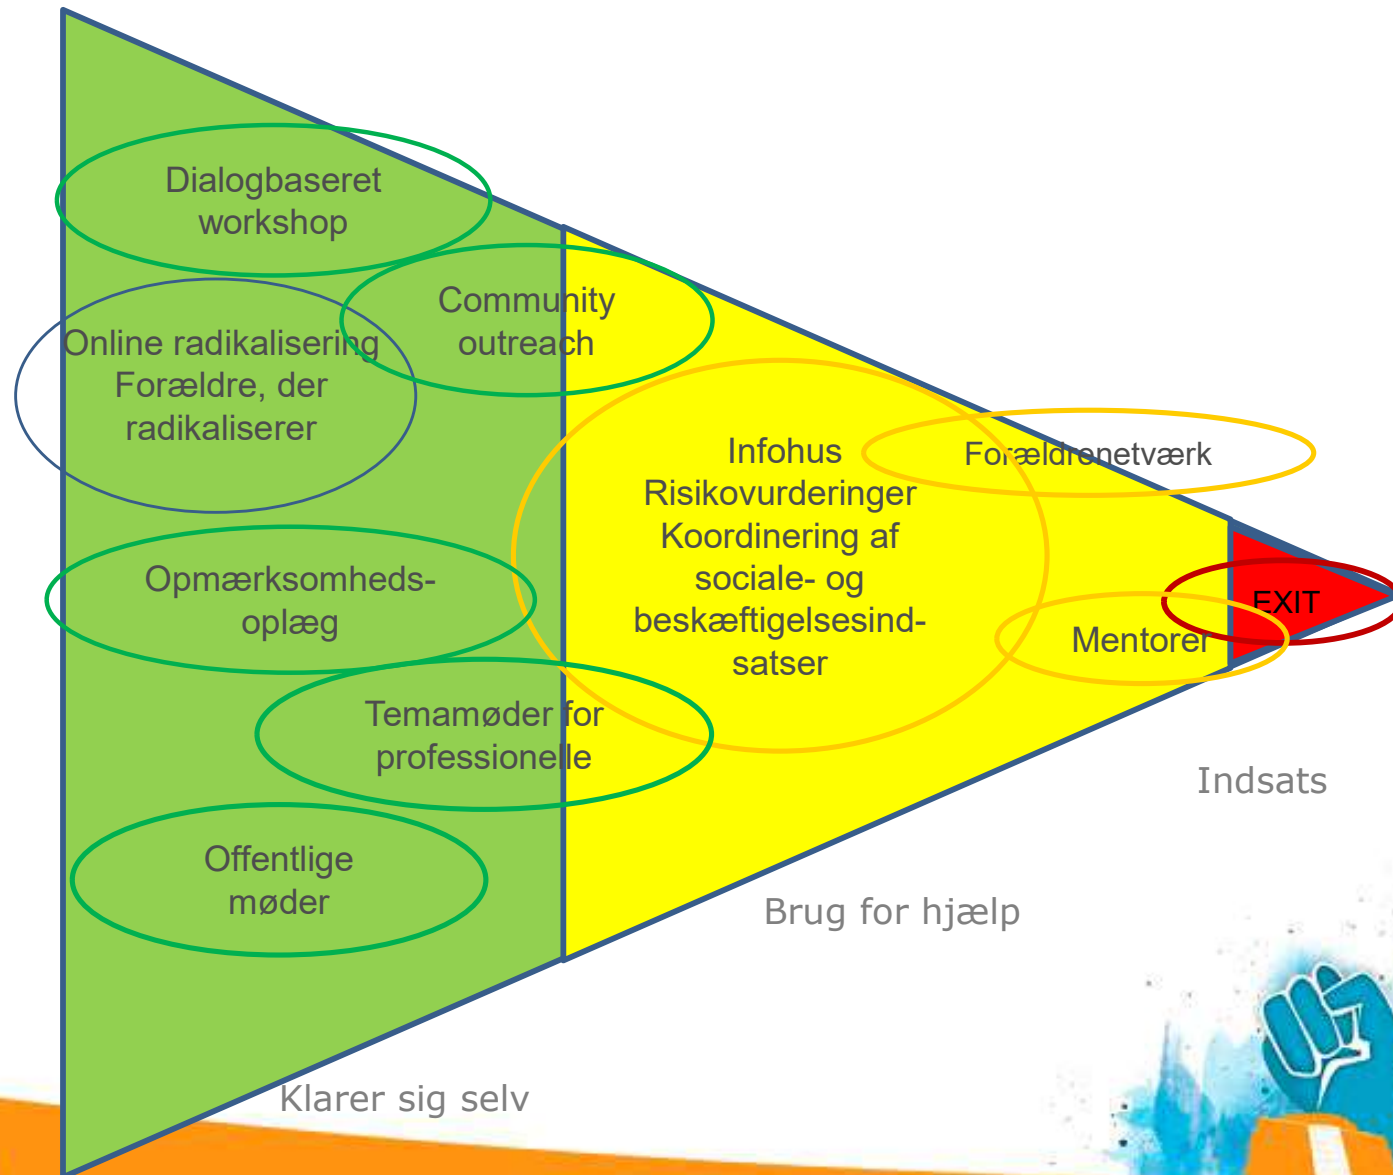 Dialogbaseret
workshop
Community
outreach
Online radikalisering
Forældre, der
radikaliserer
Infohus
Risikovurderinger
Koordinering af
sociale- og
beskæftigelsesind-
satser
Forældrenetværk
Opmærksomheds-
oplæg
EXIT
Mentorer
Temamøder for
professionelle
Indsats
Offentlige
møder
Brug for hjælp
Klarer sig selv